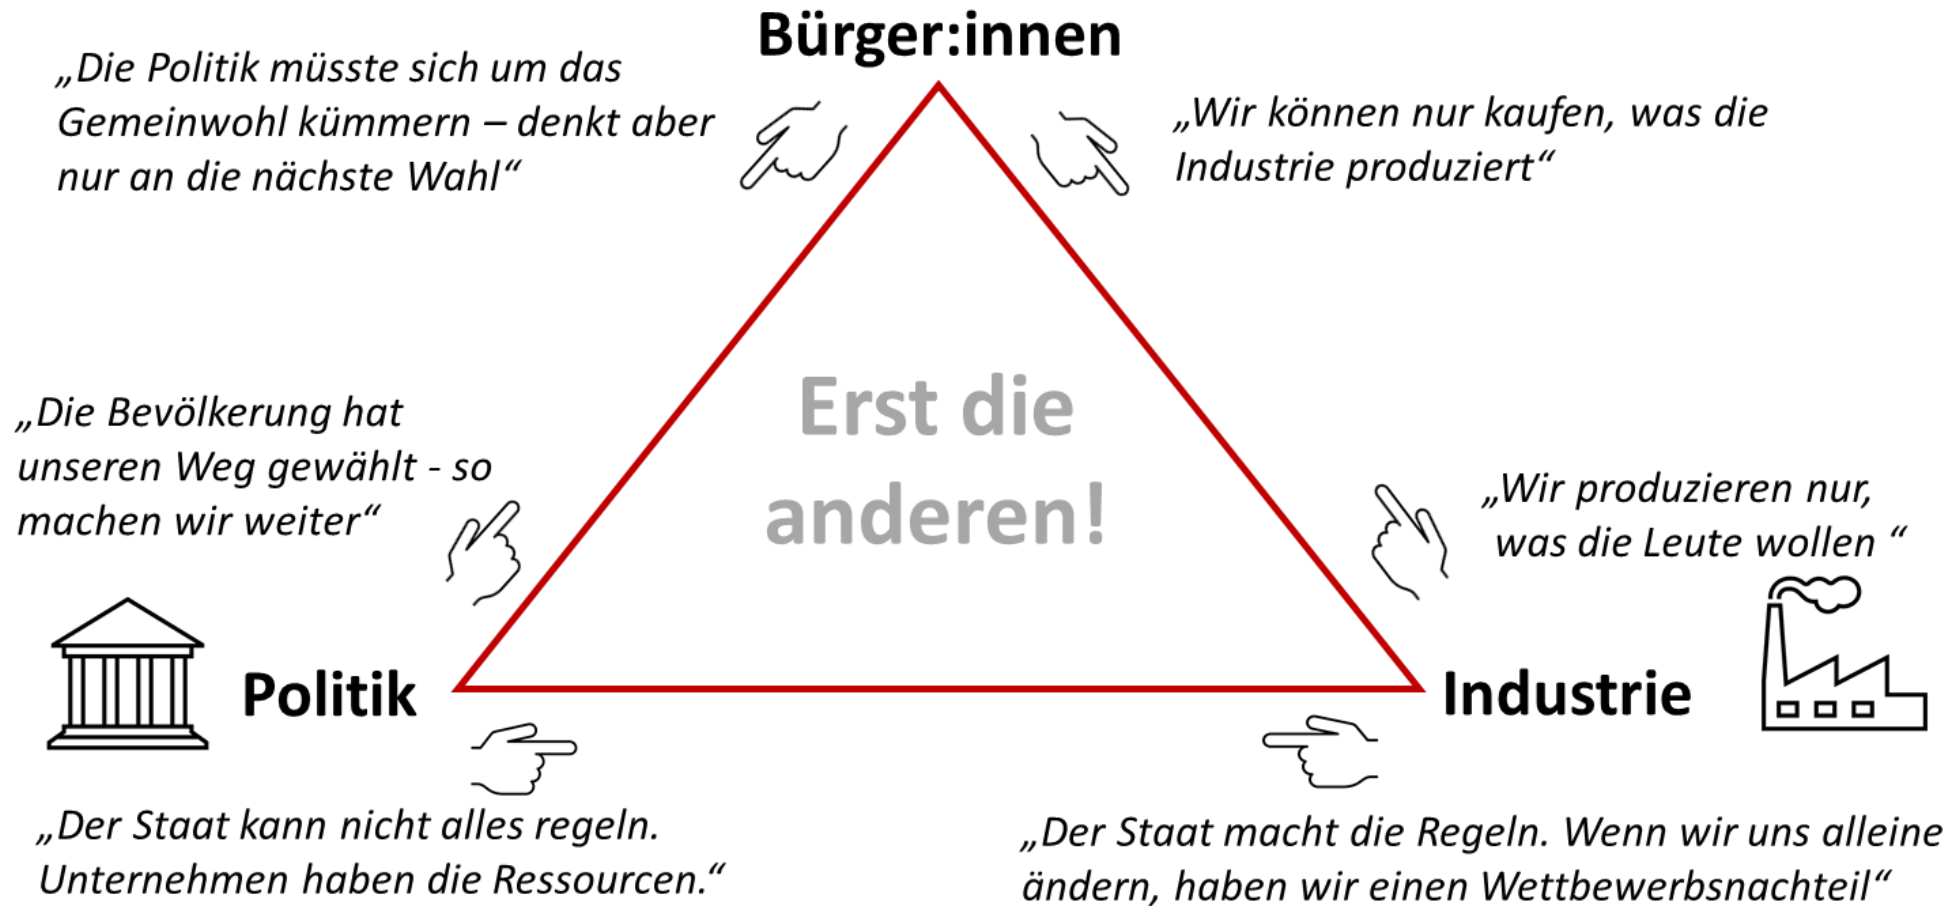 Bürger:innen
„Die Politik müsste sich um das
Gemeinwohl kümmern – denkt aber
nur an die nächste Wahl“
„Wir können nur kaufen, was die
Industrie produziert“
Erst die
anderen!
„Die Bevölkerung hat
unseren Weg gewählt - so
machen wir weiter“
„Wir produzieren nur,
was die Leute wollen “
Politik
Industrie
„Der Staat kann nicht alles regeln.
Unternehmen haben die Ressourcen.“
„Der Staat macht die Regeln. Wenn wir uns alleine
ändern, haben wir einen Wettbewerbsnachteil“